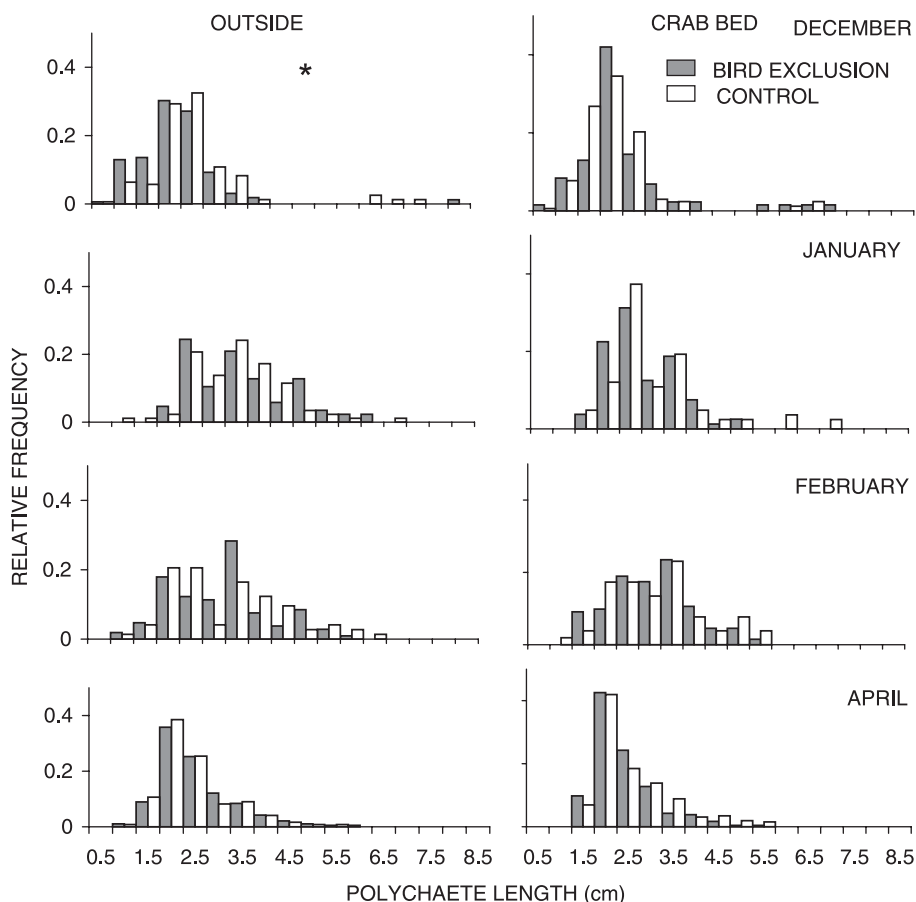 OUTSIDE
CRAB BED
DECEMBER
*
BIRD EXCLUSION
CONTROL
0.4
0.2
0
JANUARY
0.4
0.2
0
FEBRUARY
0.4
0.2
0
APRIL
0.4
0.2
0
RELATIVE FREQUENCY
0.5 1.5 2.5 3.5 4.5 5.5 6.5 7.5 8.5
0.5 1.5 2.5 3.5 4.5 5.5 6.5 7.5 8.5
POLYCHAETE LENGTH (cm)